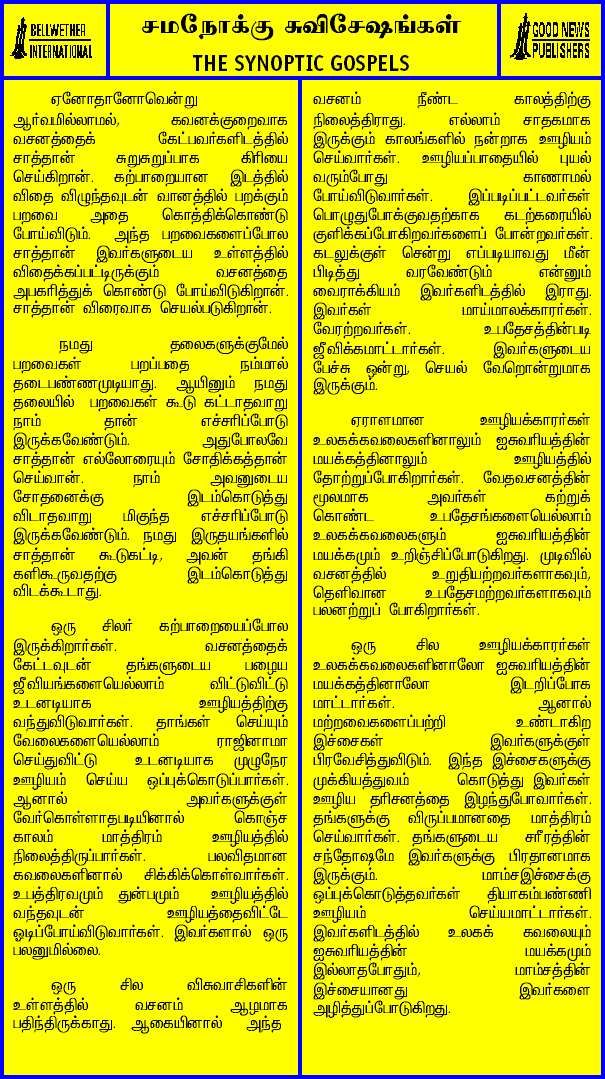 BELLWETHER
INTERNATIONAL
சமநோக்கு சுவிசேஷங்கள்
THE SYNOPTIC GOSPELS
GOOD NEWS
PUBLISHERS
ஏனோதானோவென்று
ஆர்வமில்லாமல், கவனக்குறைவாக
வசனத்தைக் கேட்பவர்களிடத்தில்
சாத்தான் சுறுசுறுப்பாக கிரியை
செய்கிறான். கற்பாறையான இடத்தில்
விதை விழுந்தவுடன் வானத்தில் பறக்கும்
பறவை அதை கொத்திக்கொண்டு
போய்விடும். அந்த பறவைகளைப்போல
சாத்தான் இவர்களுடைய உள்ளத்தில்
விதைக்கப்பட்டிருக்கும் வசனத்தை
அபகரித்துக் கொண்டு போய்விடுகிறான்.
சாத்தான் விரைவாக செயல்படுகிறான்.
நமது தலைகளுக்குமேல்
பறவைகள் பறப்பதை நம்மால்
தடைபண்ணமுடியாது. ஆயினும் நமது
தலையில் பறவைகள் கூடு கட்டாதவாறு
நாம் தான் எச்சரிப்போடு
இருக்கவேண்டும். அதுபோலவே
சாத்தான் எல்லோரையும் சோதிக்கத்தான்
செய்வான். நாம் அவனுடைய
சோதனைக்கு இடம்கொடுத்து
விடாதவாறு மிகுந்த எச்சரிப்போடு
இருக்கவேண்டும். நமது இருதயங்களில்
சாத்தான் கூடுகட்டி, அவன் தங்கி
களிகூருவதற்கு இடம்கொடுத்து
விடக்கூடாது.
ஒரு சிலர் கற்பாறையைப்போல
இருக்கிறார்கள். வசனத்தைக்
கேட்டவுடன் தங்களுடைய பழைய
ஜீவியங்களையெல்லாம் விட்டுவிட்டு
உடனடியாக ஊழியத்திற்கு
வந்துவிடுவார்கள். தாங்கள் செய்யும்
வேலைகளையெல்லாம் ராஜினாமா
செய்துவிட்டு உடனடியாக முழுநேர
ஊழியம் செய்ய ஒப்புக்கொடுப்பார்கள்.
ஆனால் அவர்களுக்குள்
வேர்கொள்ளாதபடியினால் கொஞ்ச
காலம் மாத்திரம் ஊழியத்தில்
நிலைத்திருப்பார்கள். பலவிதமான
கவலைகளினால் சிக்கிக்கொள்வார்கள்.
உபத்திரவமும் துன்பமும் ஊழியத்தில்
வந்தவுடன் ஊழியத்தைவிட்டே
ஓடிப்போய்விடுவார்கள். இவர்களால் ஒரு
பலனுமில்லை.
ஒரு சில விசுவாசிகளின்
உள்ளத்தில் வசனம் ஆழமாக
பதிந்திருக்காது. ஆகையினால் அந்த
வசனம் நீண்ட காலத்திற்கு
நிலைத்திராது. எல்லாம் சாதகமாக
இருக்கும் காலங்களில் நன்றாக ஊழியம்
செய்வார்கள். ஊழியப்பாதையில் புயல்
வரும்போது காணாமல்
போய்விடுவார்கள். இப்படிப்பட்டவர்கள்
பொழுதுபோக்குவதற்காக கடற்கரையில்
குளிக்கப்போகிறவர்களைப் போன்றவர்கள்.
கடலுக்குள் சென்று எப்படியாவது மீன்
பிடித்து வரவேண்டும் என்னும்
வைராக்கியம் இவர்களிடத்தில் இராது.
இவர்கள் மாய்மாலக்காரர்கள்.
வேரற்றவர்கள். உபதேசத்தின்படி
ஜீவிக்கமாட்டார்கள். இவர்களுடைய
பேச்சு ஒன்று, செயல் வேறொன்றுமாக
இருக்கும்.
ஏராளமான ஊழியக்காரர்கள்
உலகக்கவலைகளினாலும் ஐசுவரியத்தின்
மயக்கத்தினாலும் ஊழியத்தில்
தோற்றுப்போகிறார்கள். வேதவசனத்தின்
மூலமாக அவர்கள் கற்றுக்
கொண்ட உபதேசங்களையெல்லாம்
உலகக்கவலைகளும் ஐசுவரியத்தின்
மயக்கமும் உறிஞ்சிப்போடுகிறது. முடிவில்
வசனத்தில் உறுதியற்றவர்களாகவும்,
தெளிவான உபதேசமற்றவர்களாகவும்
பலனற்றுப் போகிறார்கள்.
ஒரு சில ஊழியக்காரர்கள்
உலகக்கவலைகளினாலோ ஐசுவரியத்தின்
மயக்கத்தினாலோ இடறிப்போக
மாட்டார்கள். ஆனால்
மற்றவைகளைப்பற்றி உண்டாகிற
இச்சைகள் இவர்களுக்குள்
பிரவேசித்துவிடும். இந்த இச்சைகளுக்கு
முக்கியத்துவம் கொடுத்து இவர்கள்
ஊழிய தரிசனத்தை இழந்துபோவார்கள்.
தங்களுக்கு விருப்பமானதை மாத்திரம்
செய்வார்கள். தங்களுடைய சரீரத்தின்
சந்தோஷமே இவர்களுக்கு பிரதானமாக
இருக்கும். மாம்சஇச்சைக்கு
ஒப்புக்கொடுத்தவர்கள் தியாகம்பண்ணி
ஊழியம் செய்யமாட்டார்கள்.
இவர்களிடத்தில் உலகக் கவலையும்
ஐசுவரியத்தின் மயக்கமும்
இல்லாதபோதும், மாம்சத்தின்
இச்சையானது இவர்களை
அழித்துப்போடுகிறது.